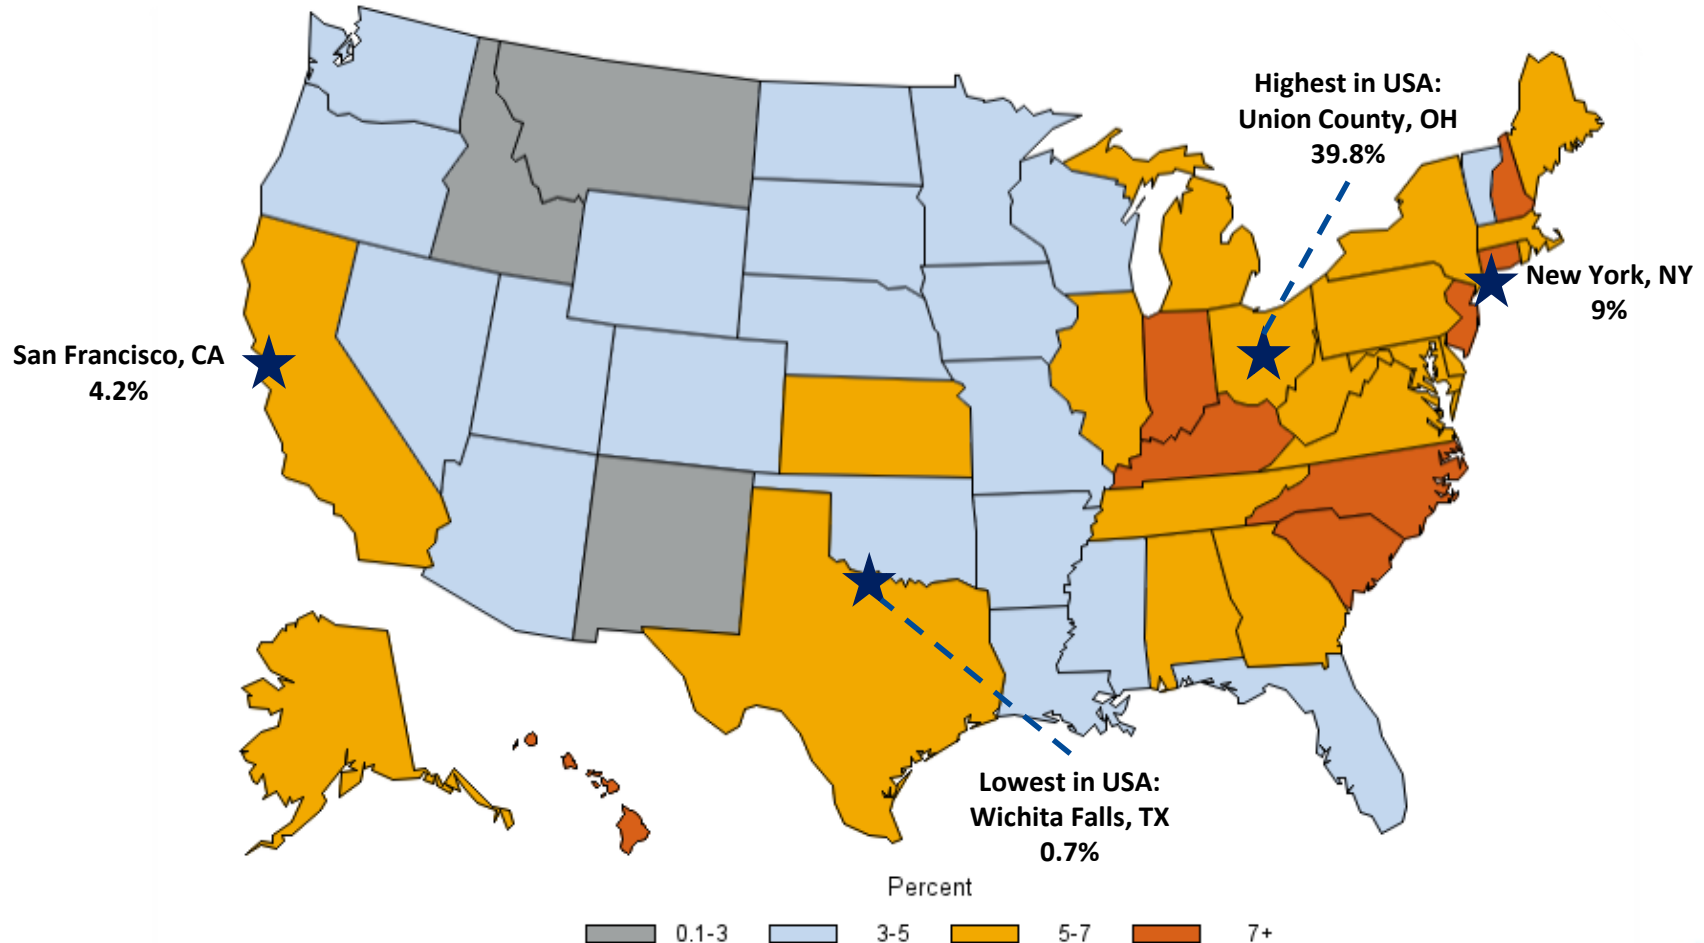 Highest in USA:
Union County, OH
39.8%
New York, NY
9%
San Francisco, CA
4.2%
Lowest in USA:
Wichita Falls, TX
0.7%
Percent
0.1-3
3-5
5-7
7+